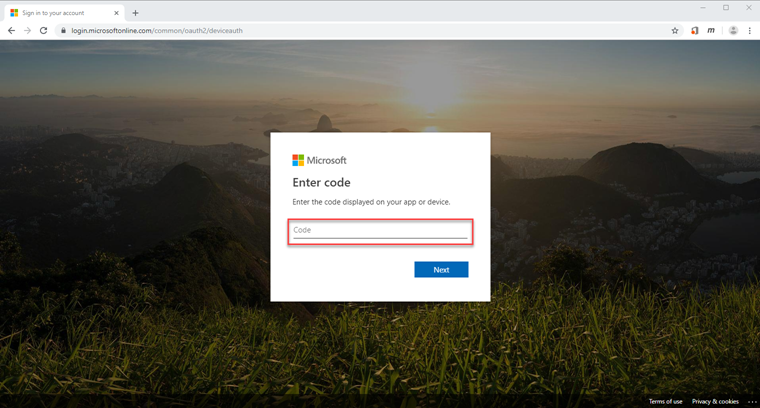 Sign in to your account
login.microsoftonline.com/common/oauth2/deviceauth
m
Microsoft
Enter code
Enter the code displayed on your app or device.
Code
Next
Terms of use Privacy & cookies ...